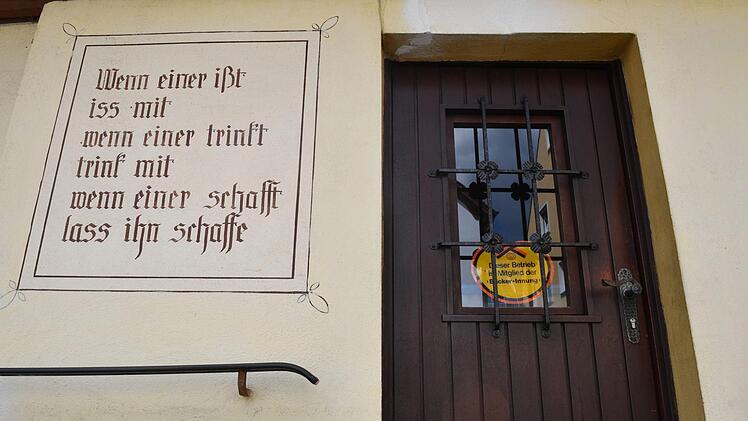 Wenn einer ißt
iss mit
wenn einer trinkt
trink mit
wenn einer schafft
lass ihn schaffe
Dieser Betrieb
ist Mitglied der
Bäcker-Innung